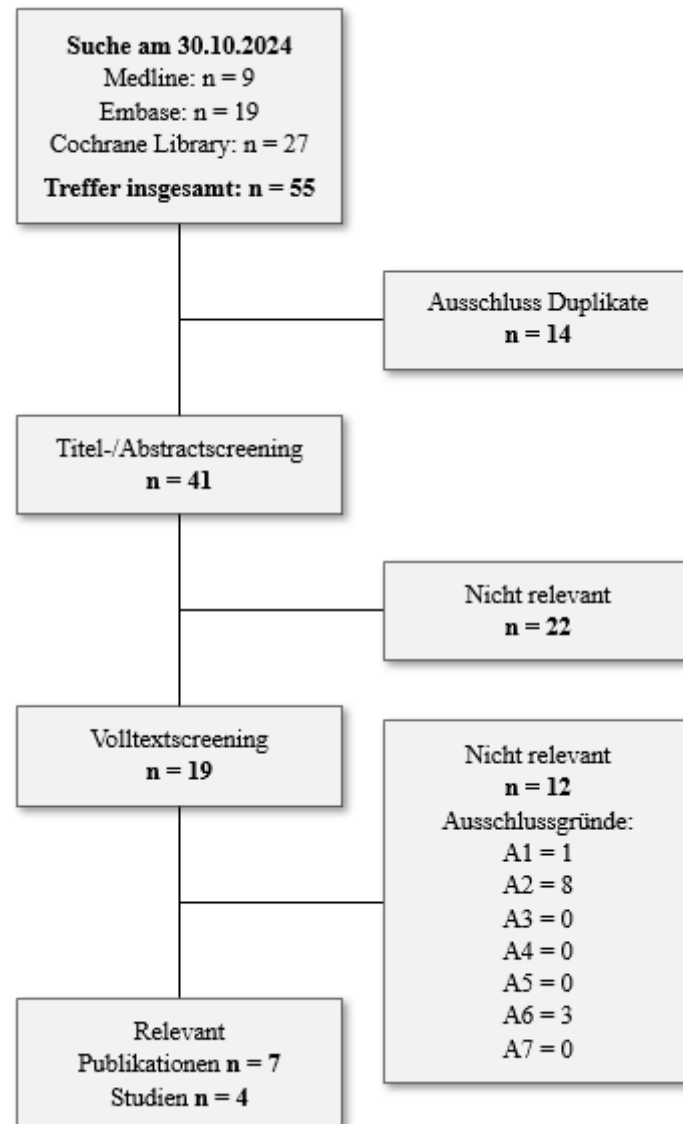 Suche am 30.10.2024
Medline: n = 9
Embase: n = 19
Cochrane Library: n = 27
Treffer insgesamt: n = 55
Ausschluss Duplikate
n = 14
Titel-/Abstractscreening
n = 41
Nicht relevant
n = 22
Volltextscreening
n = 19
Nicht relevant
n = 12
Ausschlussgründe:
A1 = 1
A2 = 8
A3 = 0
A4 = 0
A5 = 0
A6 = 3
A7 = 0
Relevant
Publikationen n = 7
Studien n = 4